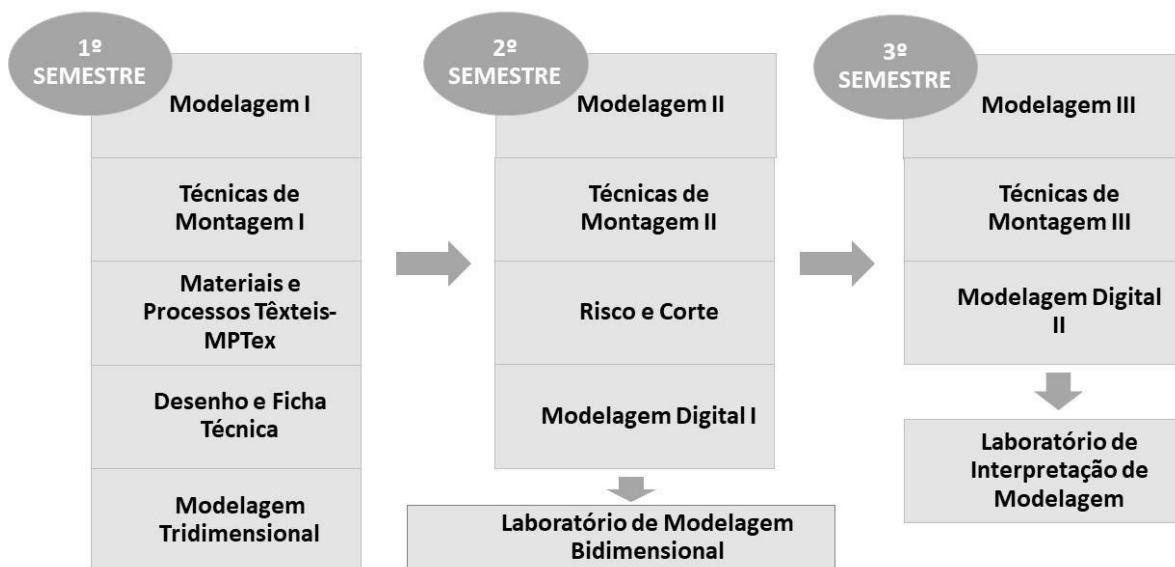 1º
SEMESTRE
Modelagem I
Técnicas de
Montagem I
Materiais e
Processos Têxteis-
MPTex
Desenho e Ficha
Técnica
Modelagem
Tridimensional
2º
SEMESTRE
Modelagem II
Técnicas de
Montagem II
Risco e Corte
Modelagem Digital I
Laboratório de Modelagem
Bidimensional
3º
SEMESTRE
Modelagem III
Técnicas de
Montagem III
Modelagem Digital
II
Laboratório de
Interpretação de
Modelagem